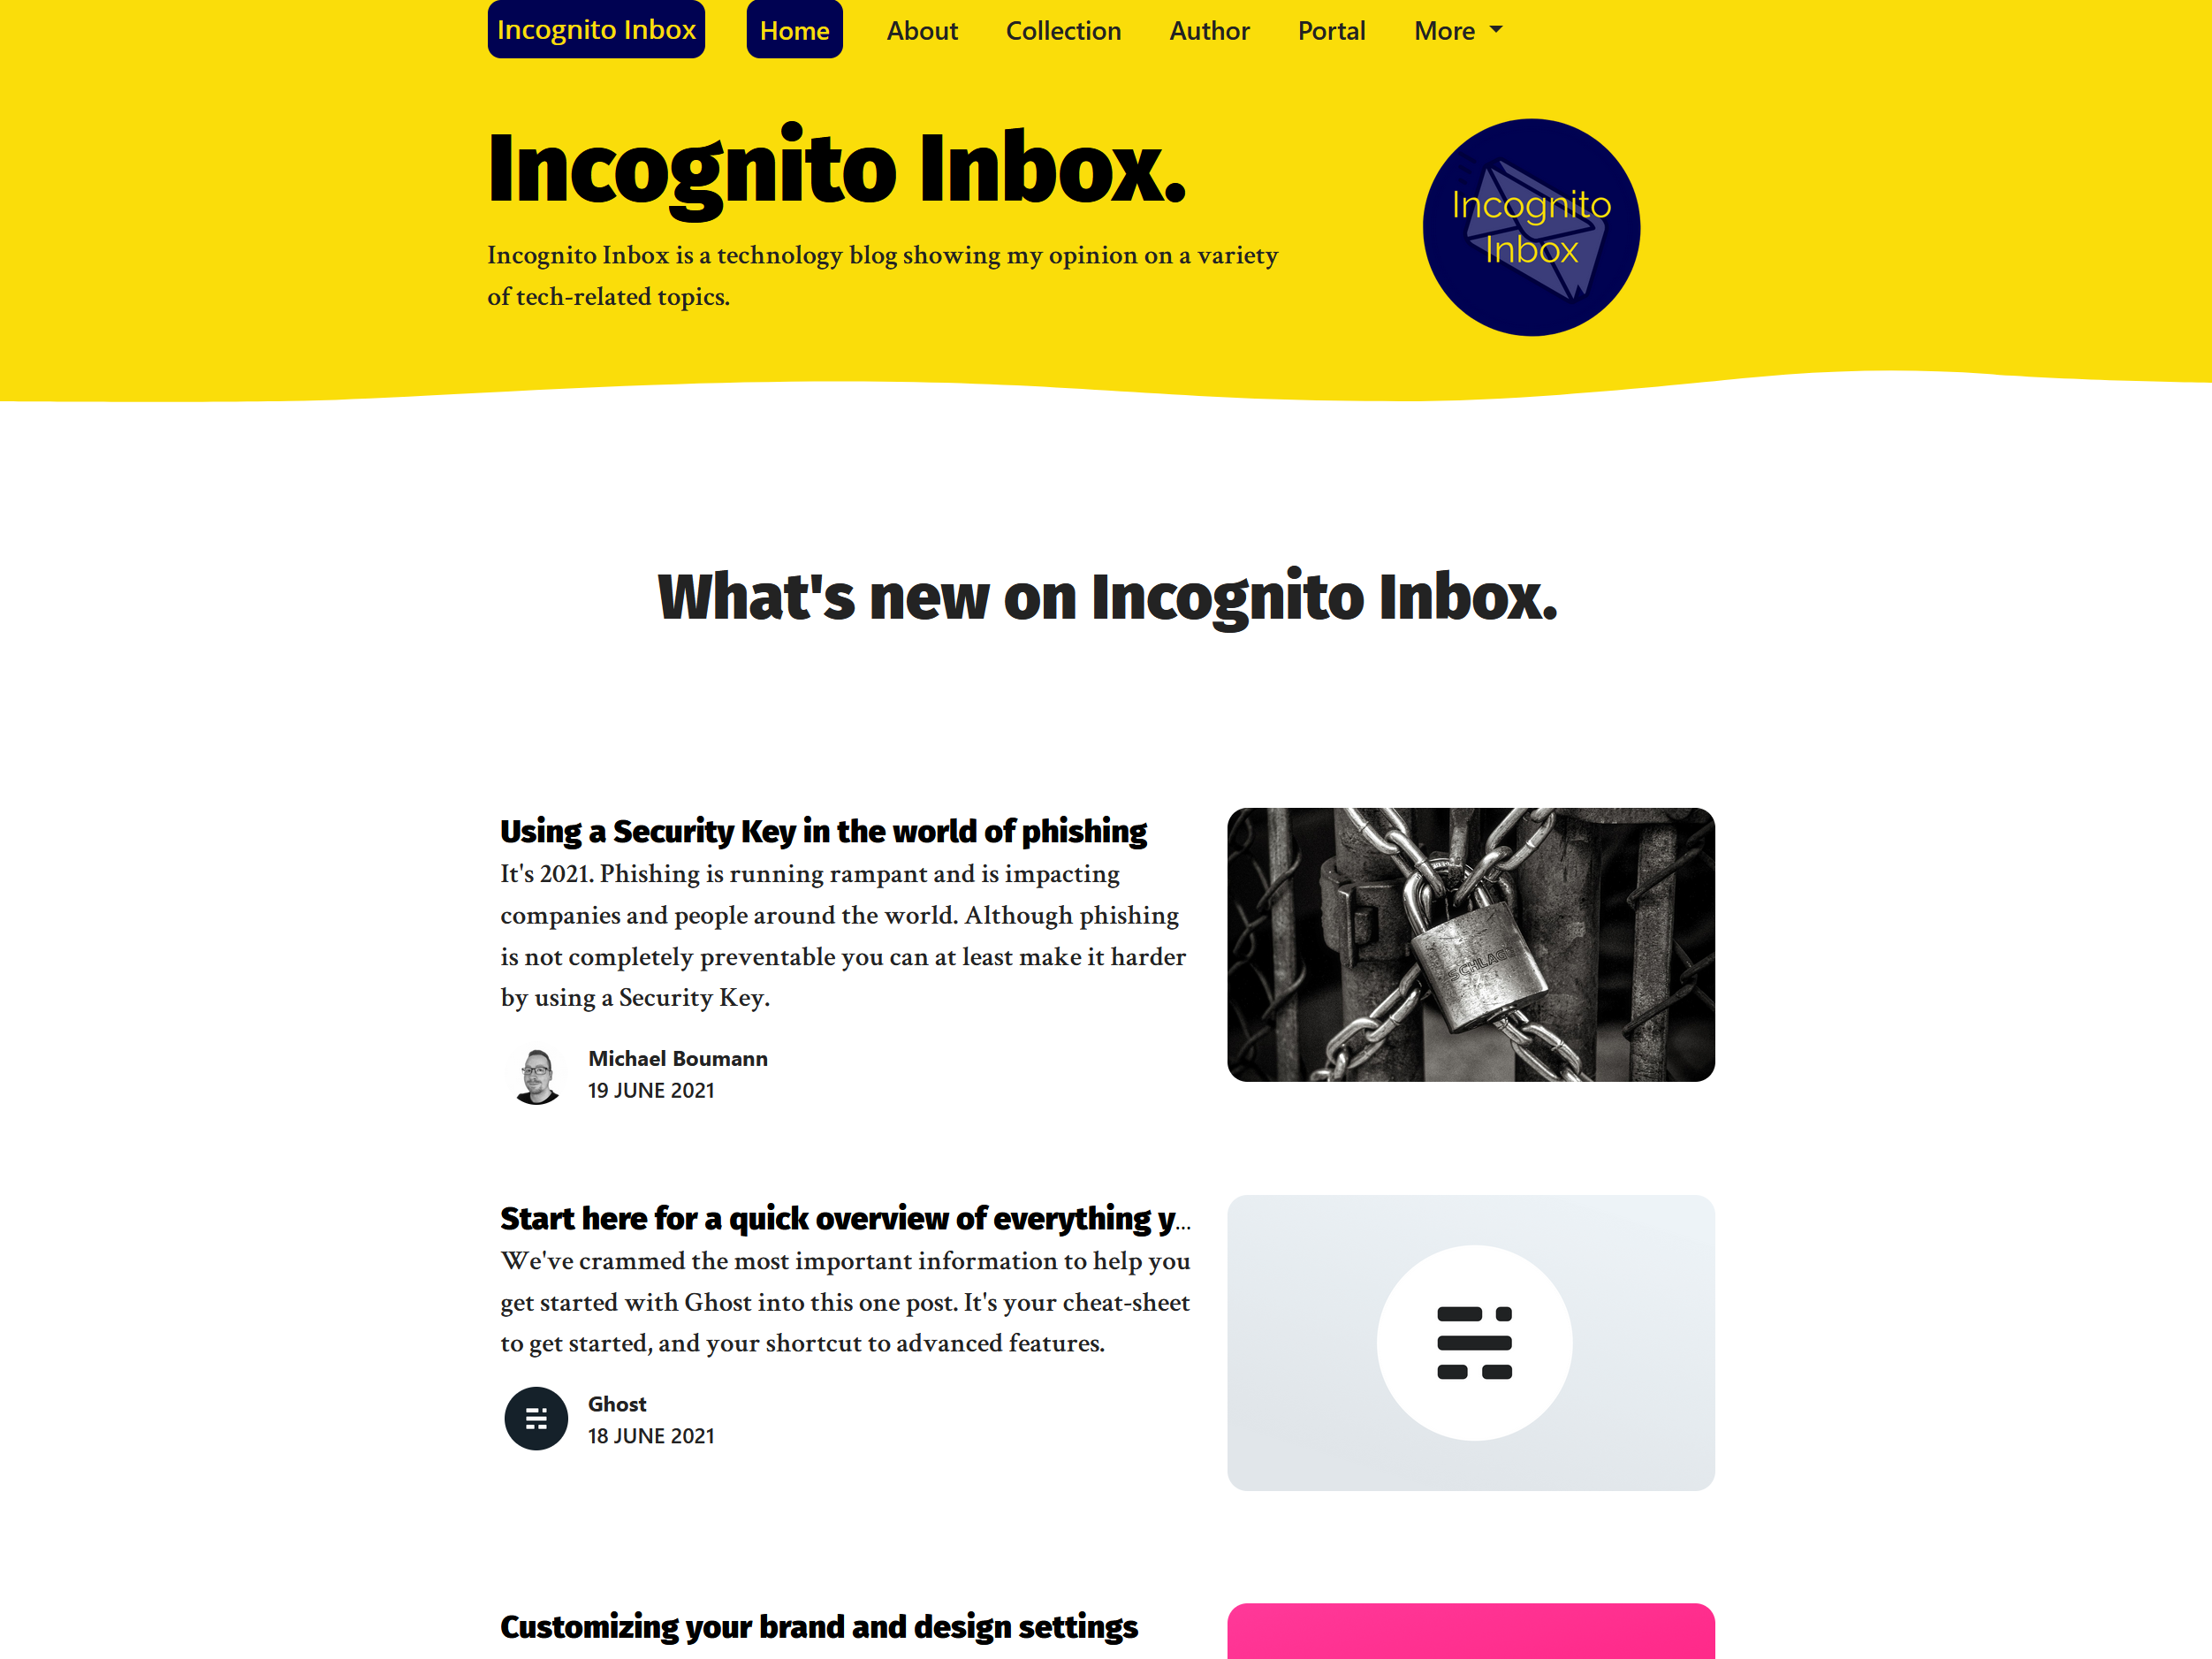 Incognito Inbox Home About Collection Author Portal More
Incognito Inbox.
Incognito Inbox is a technology blog showing my opinion on a variety
of tech-related topics.
Incognito
Inbox
What's new on Incognito Inbox.
Using a Security Key in the world of phishing
It's 2021. Phishing is running rampant and is impacting
companies and people around the world. Although phishing
is not completely preventable you can at least make it harder
by using a Security Key.
SCHLAGE
Michael Boumann
19 JUNE 2021
Start here for a quick overview of everything y...
We've crammed the most important information to help you
get started with Ghost into this one post. It's your cheat-sheet
to get started, and your shortcut to advanced features.
Ghost
18 JUNE 2021
Customizing your brand and design settings